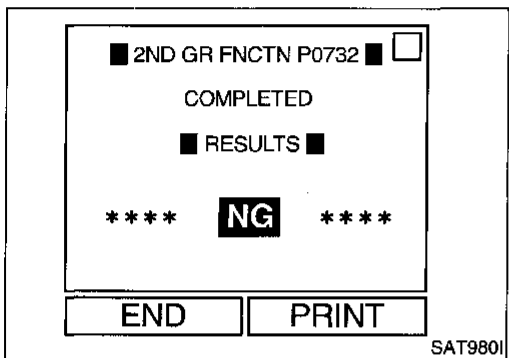 2ND GR FNCTN P0732
COMPLETED
RESULTS
**** NG ****
END PRINT
SAT980I